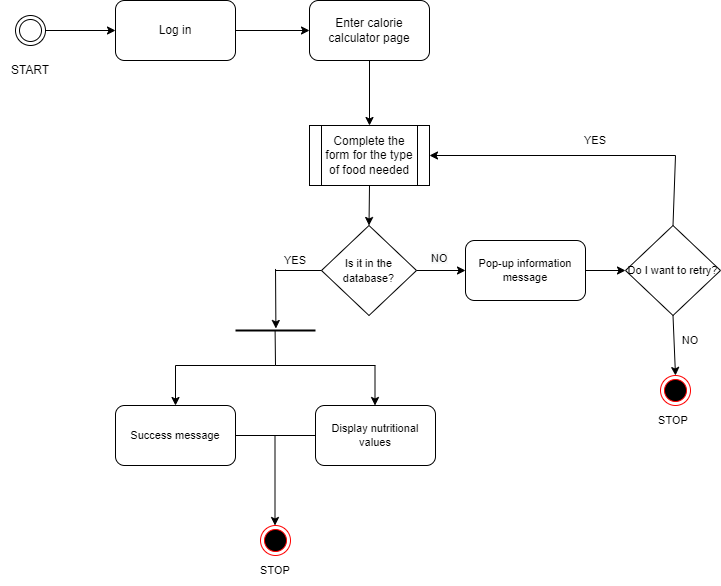 Log in
Enter calorie
calculator page
START
Complete the
form for the type
of food needed
YES
Is it in the
database?
YES
NO
Pop-up information
message
Do I want to retry?
NO
Success message
Display nutritional
values
STOP
STOP